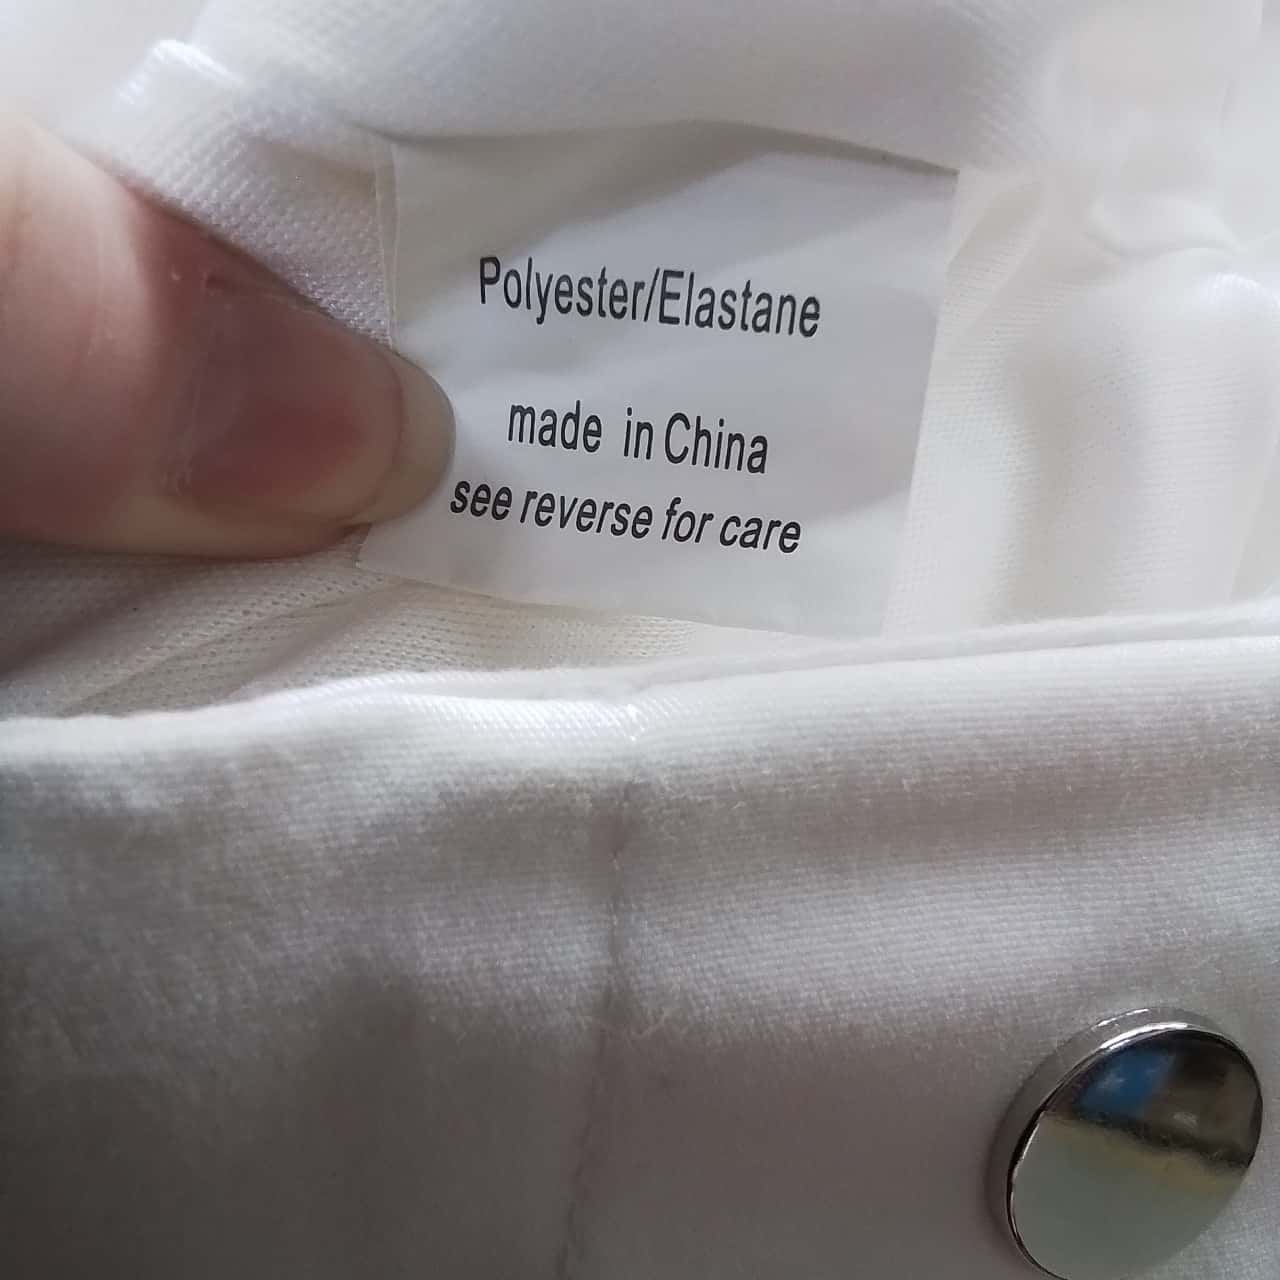 Polyester/Elastane
made in China
see reverse for care